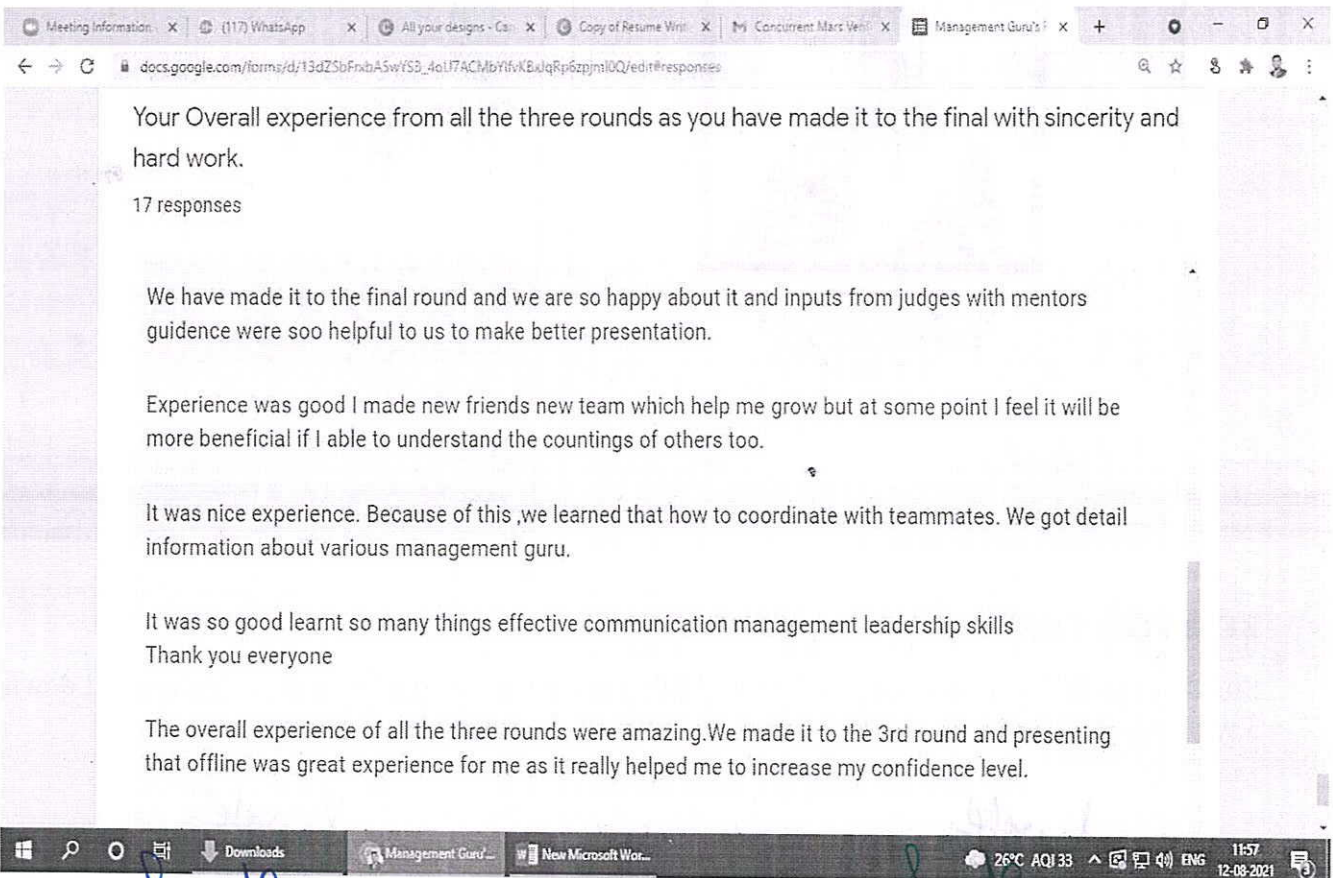 Meeting Information
(117) WhatsApp
All your designs - Ca
Copy of Resume Writ
Concurrent Mars Ven
Management Guru's
docs.google.com/forms/d/
Your Overall experience from all the three rounds as you have made it to the final with sincerity and
hard work.
17 responses
We have made it to the final round and we are so happy about it and inputs from judges with mentors
guidence were soo helpful to us to make better presentation.
Experience was good I made new friends new team which help me grow but at some point I feel it will be
more beneficial if I able to understand the countings of others too.
It was nice experience. Because of this ,we learned that how to coordinate with teammates. We got detail
information about various management guru.
It was so good learnt so many things effective communication management leadership skills
Thank you everyone
The overall experience of all the three rounds were amazing.We made it to the 3rd round and presenting
that offline was great experience for me as it really helped me to increase my confidence level.
Downloads
Management Guru'...
New Microsoft Wor...
26°C AQI 33
ENG
11:57
12-08-2021